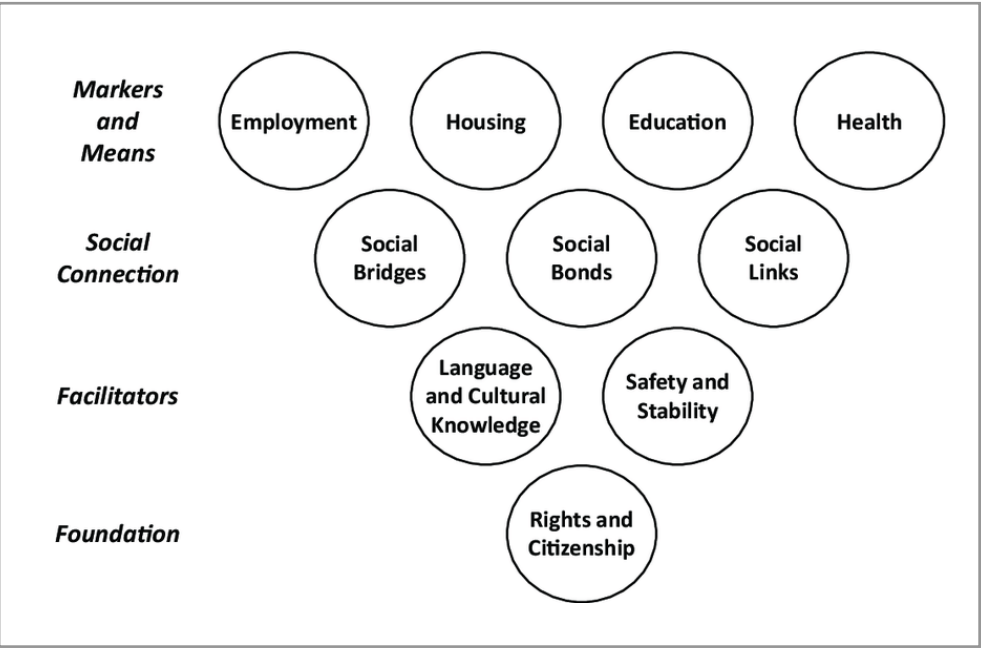 Markers
and
Means
Employment
Housing
Education
Health
Social
Connection
Social
Bridges
Social
Bonds
Social
Links
Facilitators
Language
and Cultural
Knowledge
Safety and
Stability
Foundation
Rights and
Citizenship